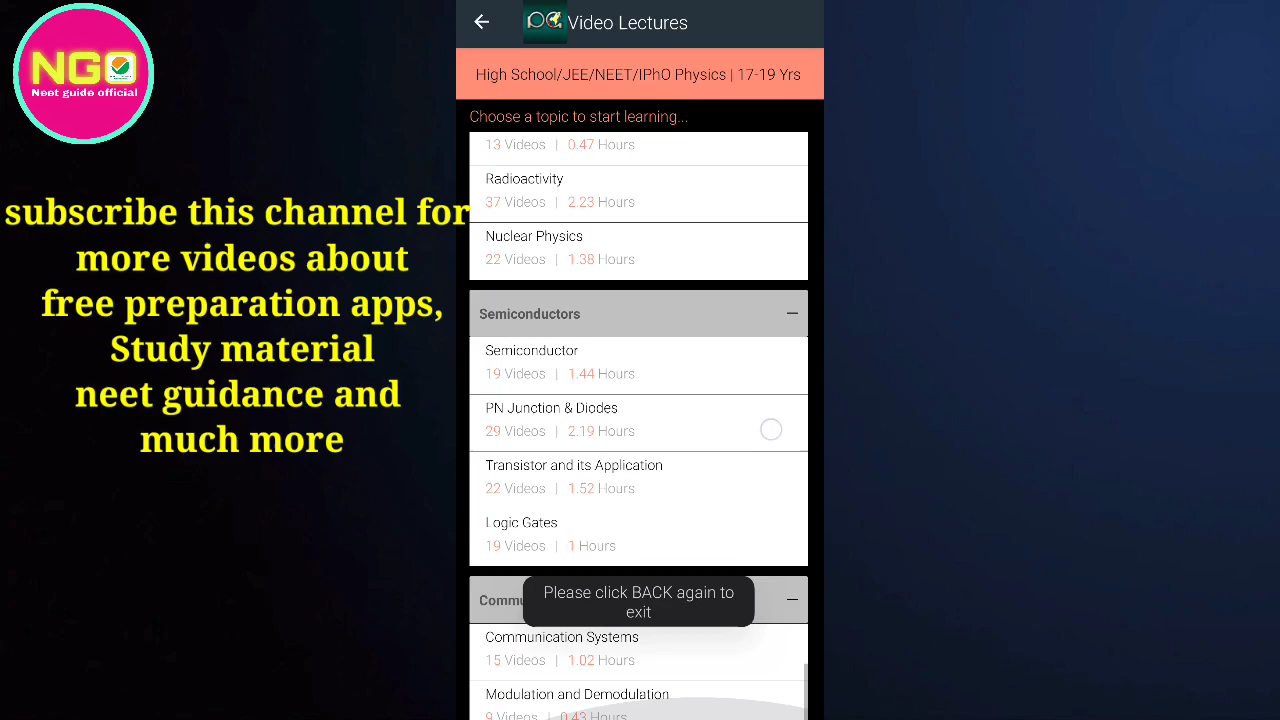 NGO
Neet guide official
subscribe this channel for
more videos about
free preparation apps,
Study material
neet guidance and
much more
Video Lectures
High School/JEE/NEET/IPhO Physics | 17-19 Yrs
Choose a topic to start learning...
13 Videos | 0.47 Hours
Radioactivity
37 Videos | 2.23 Hours
Nuclear Physics
22 Videos | 1.38 Hours
Semiconductors
Semiconductor
19 Videos | 1.44 Hours
PN Junction & Diodes
29 Videos | 2.19 Hours
Transistor and its Application
22 Videos | 1.52 Hours
Logic Gates
19 Videos | 1 Hours
Please click BACK again to
exit
Communication Systems
15 Videos | 1.02 Hours
Modulation and Demodulation
9 Videos | 0.43 Hours